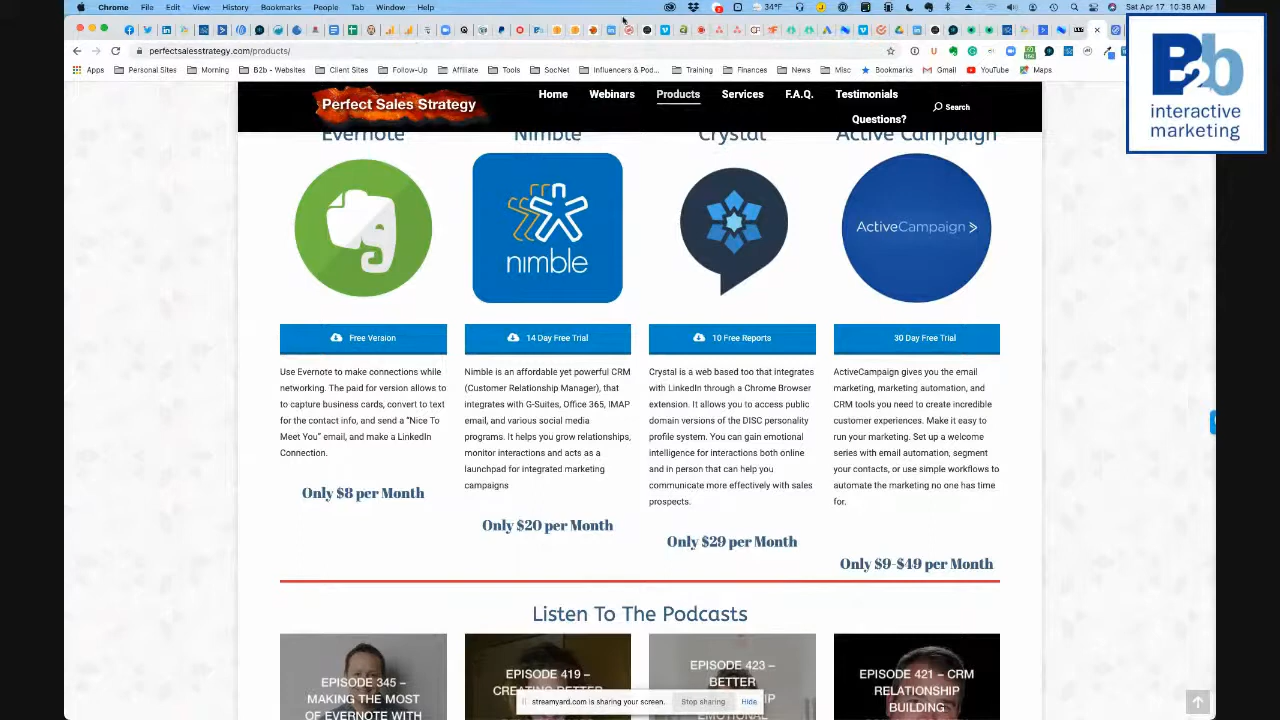 Chrome File Edit View History Bookmarks People Tab Window Help
34°F
Sat Apr 17 10:38 AM
perfectsalesstrategy.com/products/
Apps Personal Sites Morning B2b - Websites Client Sites Follow-Up Affiliate Tools SocNet Influencers & Pod... Training Finances News Misc Bookmarks Gmail YouTube Maps
B2b
interactive
marketing
Perfect Sales Strategy
Home Webinars Products Services F.A.Q. Testimonials
Questions?
Search
Evernote Nimble Crystal Active Campaign
nimble
ActiveCampaign >
Free Version
14 Day Free Trial
10 Free Reports
30 Day Free Trial
Use Evernote to make connections while
networking. The paid for version allows to
to capture business cards, convert to text
for the contact info, and send a "Nice To
Meet You" email, and make a LinkedIn
Connection.
Only $8 per Month
Nimble is an affordable yet powerful CRM
(Customer Relationship Manager), that
integrates with G-Suites, Office 365, IMAP
email, and various social media
programs. It helps you grow relationships,
monitor interactions and acts as a
launchpad for integrated marketing
campaigns
Only $20 per Month
Crystal is a web based too that integrates
with LinkedIn through a Chrome Browser
extension. It allows you to access public
domain versions of the DISC personality
profile system. You can gain emotional
intelligence for interactions both online
and in person that can help you
communicate more effectively with sales
prospects.
Only $29 per Month
ActiveCampaign gives you the email
marketing, marketing automation, and
CRM tools you need to create incredible
customer experiences. Make it easy to
run your marketing. Set up a welcome
series with email automation, segment
your contacts, or use simple workflows to
automate the marketing no one has time
for.
Only $9-$49 per Month
Listen To The Podcasts
EPISODE 345 –
MAKING THE MOST
OF EVERNOTE WITH
EPISODE 419 –
CREATING BETTER
EPISODE 423 –
BETTER
EPISODE 421 – CRM
RELATIONSHIP
BUILDING
streamyard.com is sharing your screen. Stop sharing Hide